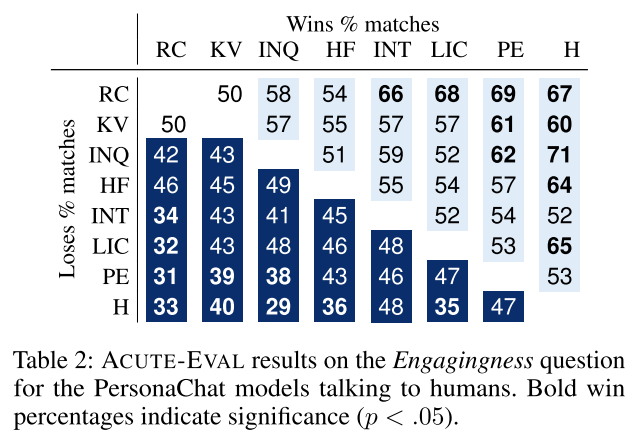 Wins % matches
RC KV INQ HF INT LIC PE H
Loses % matches
RC 50 58 54 66 68 69 67
KV 50 57 55 57 57 61 60
INQ 42 43 51 59 52 62 71
HF 46 45 49 55 54 57 64
INT 34 43 41 45 52 54 52
LIC 32 43 48 46 48 53 65
PE 31 39 38 43 46 47 53
H 33 40 29 36 48 35 47
Table 2: ACUTE-EVAL results on the Engagingness question
for the PersonaChat models talking to humans. Bold win
percentages indicate significance (p < .05).